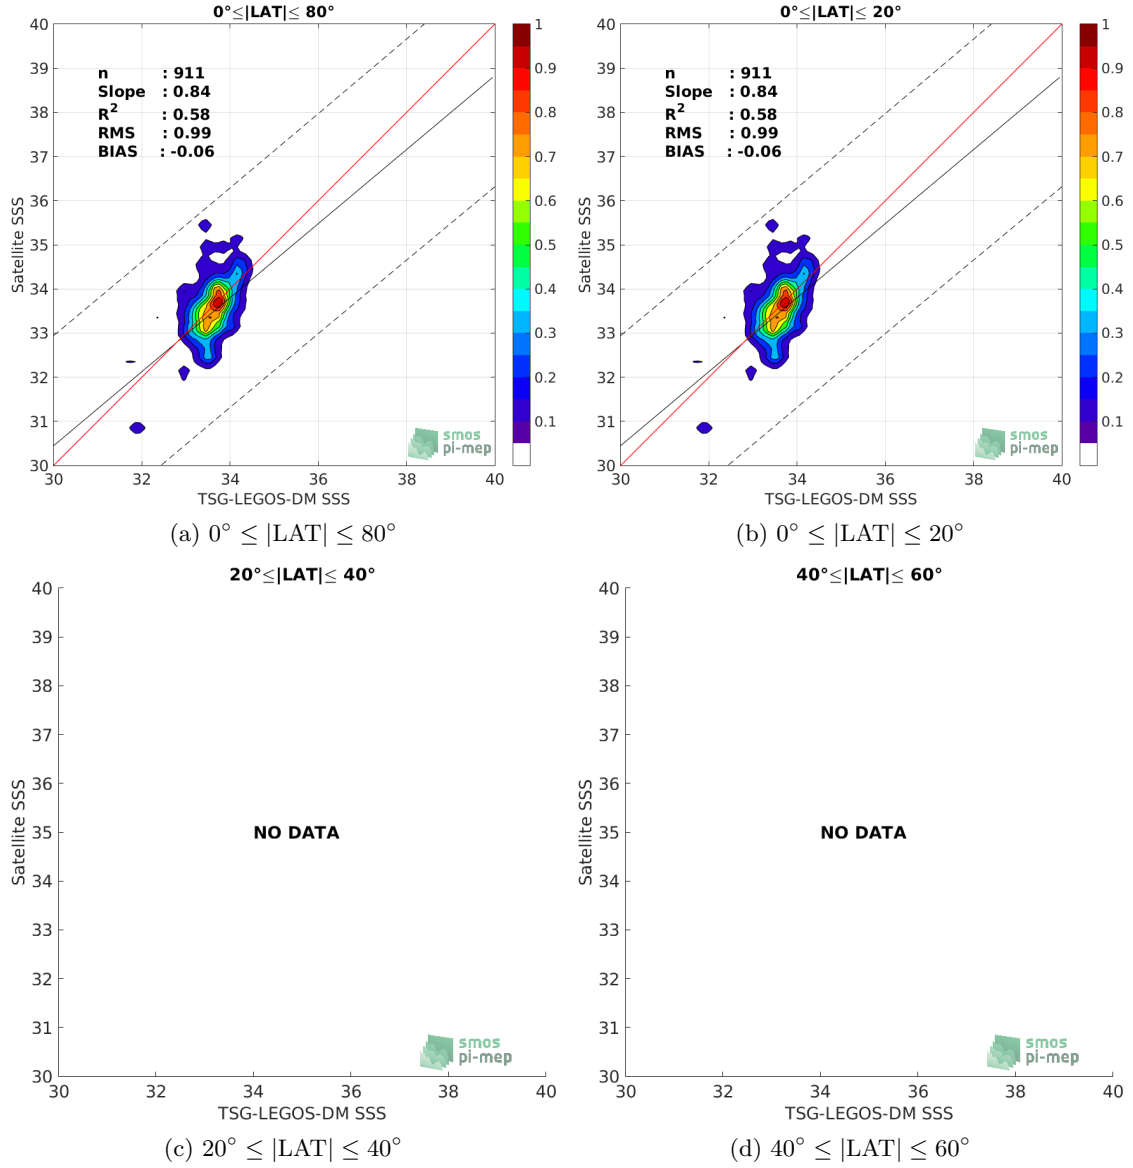 0°≤|LAT|≤ 80°
n : 911
Slope : 0.84
R² : 0.58
RMS : 0.99
BIAS : -0.06
Satellite SSS
40
39
38
37
36
35
34
33
32
31
30
30 32 34 36 38 40
TSG-LEGOS-DM SSS
1
0.9
0.8
0.7
0.6
0.5
0.4
0.3
0.2
0.1
smos
pi-mep
(a) 0° ≤ |LAT| ≤ 80°
0°≤|LAT|≤ 20°
n : 911
Slope : 0.84
R² : 0.58
RMS : 0.99
BIAS : -0.06
Satellite SSS
40
39
38
37
36
35
34
33
32
31
30
30 32 34 36 38 40
TSG-LEGOS-DM SSS
1
0.9
0.8
0.7
0.6
0.5
0.4
0.3
0.2
0.1
smos
pi-mep
(b) 0° ≤ |LAT| ≤ 20°
20°≤|LAT|≤ 40°
Satellite SSS
40
39
38
37
36
35
34
33
32
31
30
NO DATA
30 32 34 36 38 40
TSG-LEGOS-DM SSS
smos
pi-mep
(c) 20° ≤ |LAT| ≤ 40°
40°≤|LAT|≤ 60°
Satellite SSS
40
39
38
37
36
35
34
33
32
31
30
NO DATA
30 32 34 36 38 40
TSG-LEGOS-DM SSS
smos
pi-mep
(d) 40° ≤ |LAT| ≤ 60°